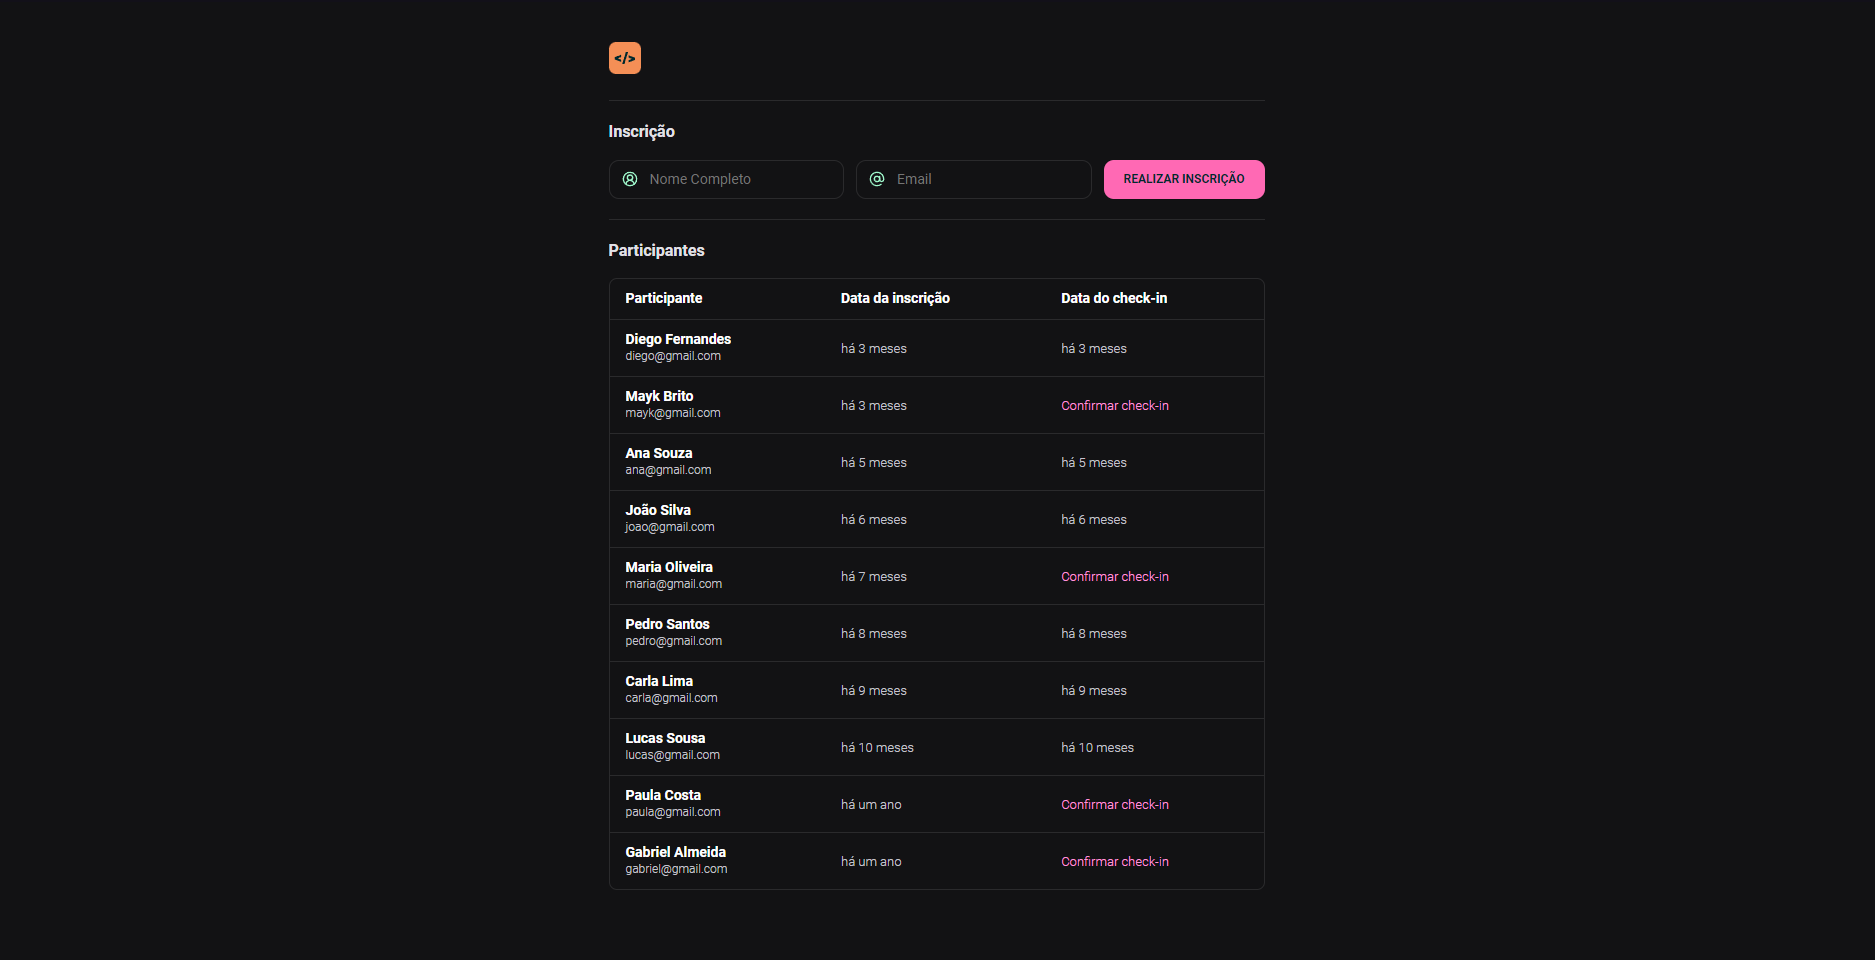 </>
Inscrição
Nome Completo Email REALIZAR INSCRIÇÃO
Participantes
Participante Data da inscrição Data do check-in
Diego Fernandes
diego@gmail.com há 3 meses há 3 meses
Mayk Brito
mayk@gmail.com há 3 meses Confirmar check-in
Ana Souza
ana@gmail.com há 5 meses há 5 meses
João Silva
joao@gmail.com há 6 meses há 6 meses
Maria Oliveira
maria@gmail.com há 7 meses Confirmar check-in
Pedro Santos
pedro@gmail.com há 8 meses há 8 meses
Carla Lima
carla@gmail.com há 9 meses há 9 meses
Lucas Sousa
lucas@gmail.com há 10 meses há 10 meses
Paula Costa
paula@gmail.com há um ano Confirmar check-in
Gabriel Almeida
gabriel@gmail.com há um ano Confirmar check-in